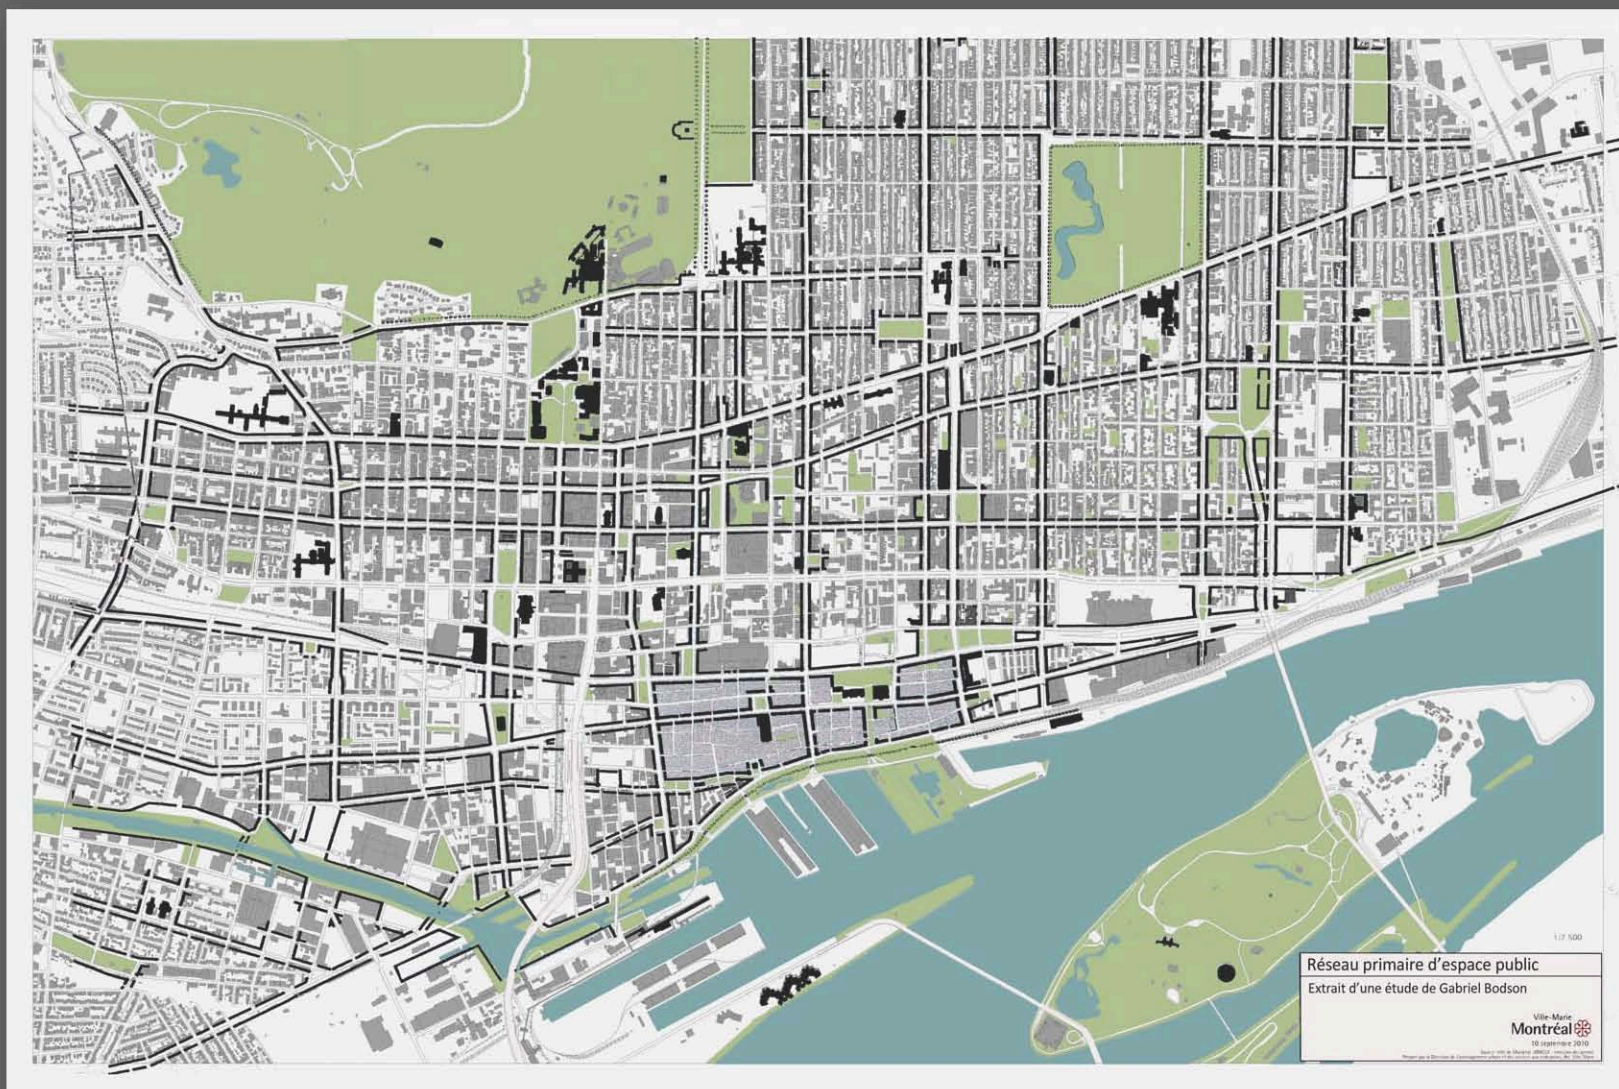 1:7 500
Réseau primaire d'espace public
Extrait d'une étude de Gabriel Bodson
Ville-Marie
Montréal
10 septembre 2010